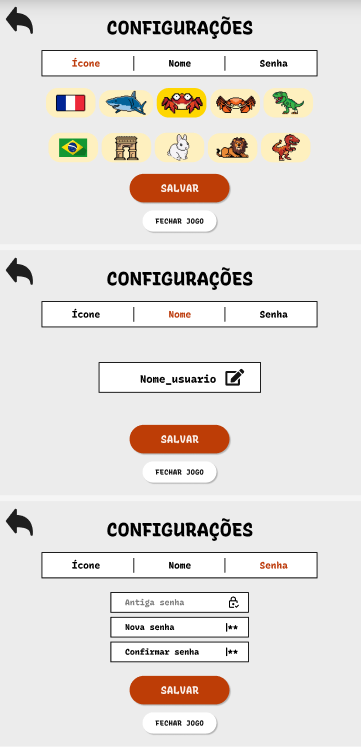 CONFIGURAÇÕES
Ícone Nome Senha
SALVAR
FECHAR JOGO
CONFIGURAÇÕES
Ícone Nome Senha
Nome_usuario
SALVAR
FECHAR JOGO
CONFIGURAÇÕES
Ícone Nome Senha
Antiga senha
Nova senha |**
Confirmar senha |**
SALVAR
FECHAR JOGO